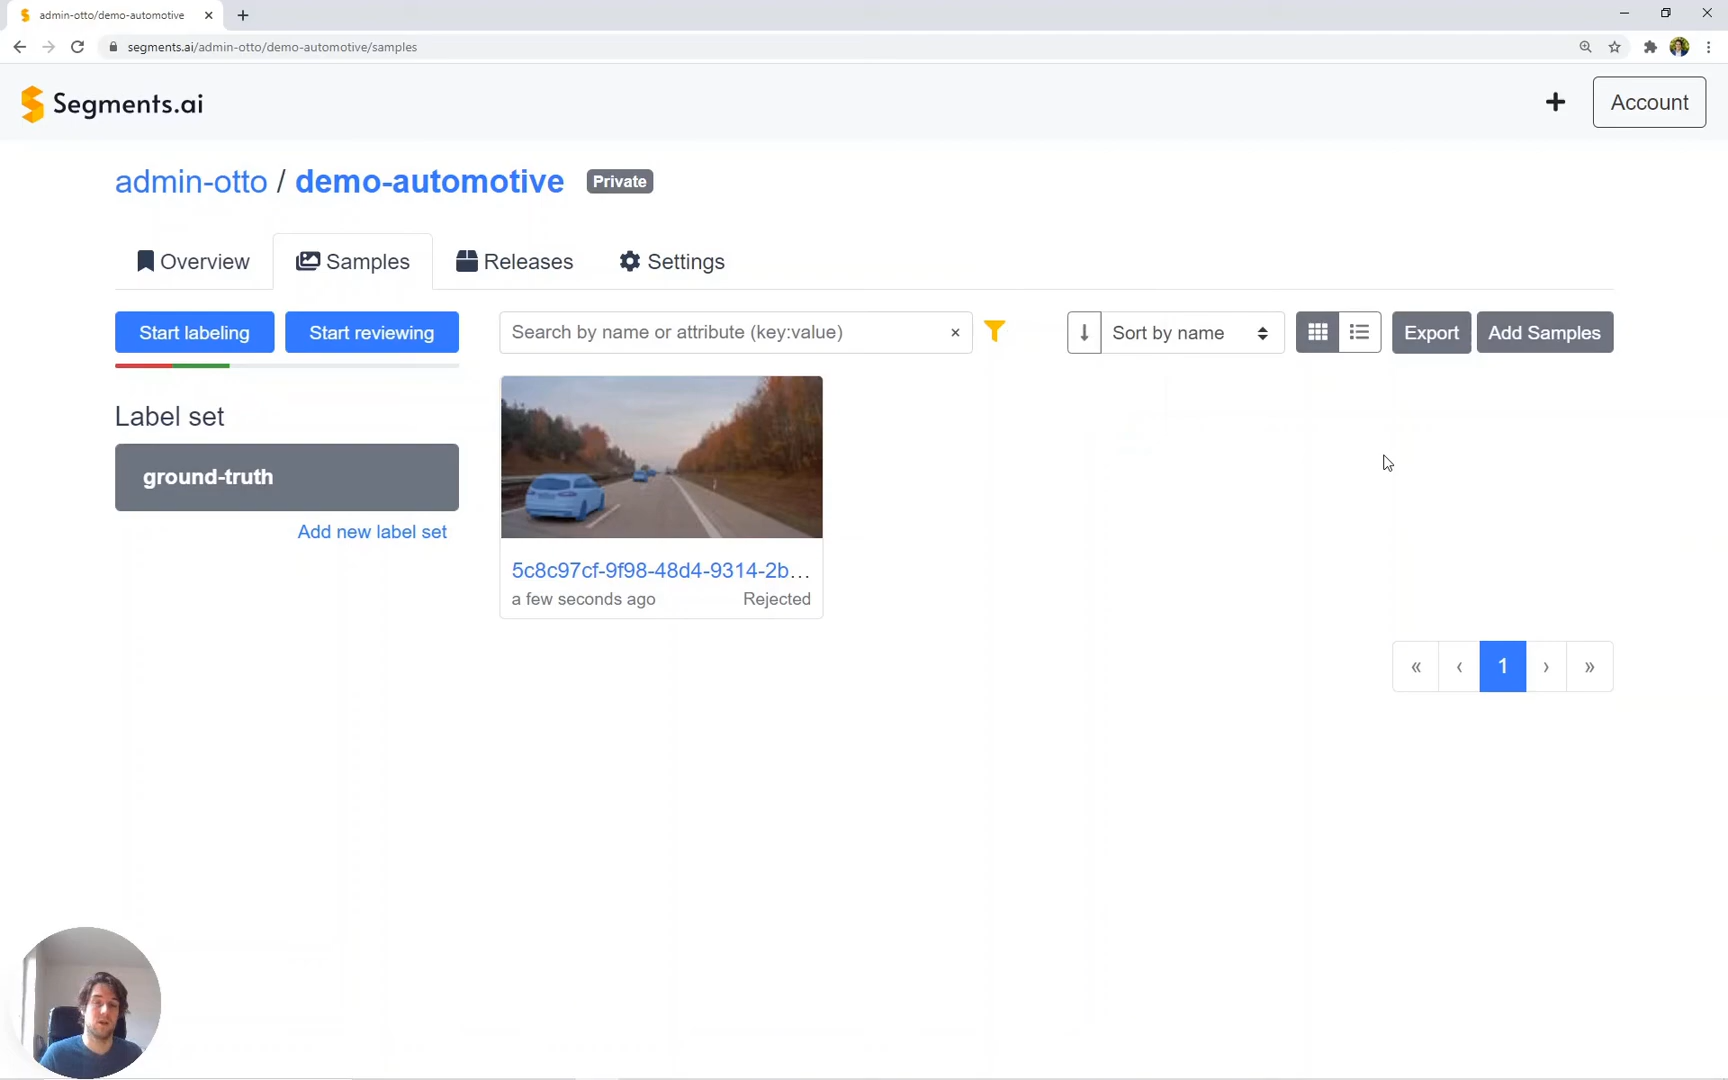 admin-otto/demo-automotive
segments.ai/admin-otto/demo-automotive/samples
Segments.ai
Account
admin-otto / demo-automotive Private
Overview Samples Releases Settings
Start labeling Start reviewing Search by name or attribute (key:value) × Sort by name Export Add Samples
Label set
ground-truth
Add new label set
5c8c97cf-9f98-48d4-9314-2b...
a few seconds ago Rejected
« ‹ 1 › »